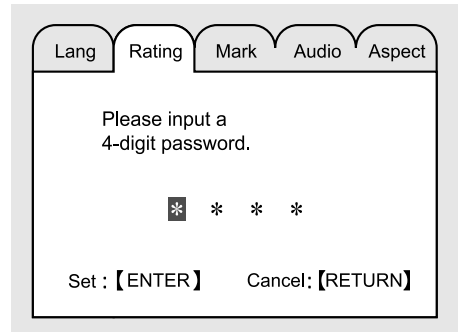 Lang Rating Mark Audio Aspect
Please input a
4-digit password.
* * * *
Set :【ENTER】 Cancel:【RETURN】